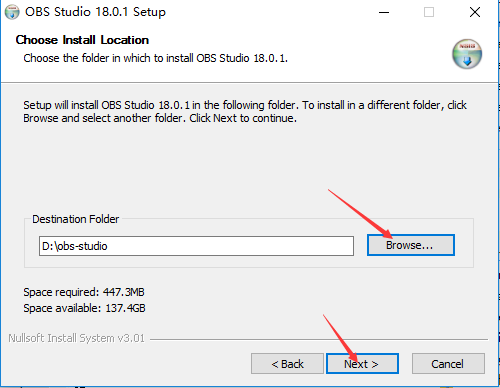 OBS Studio 18.0.1 Setup
Choose Install Location
Choose the folder in which to install OBS Studio 18.0.1.
Setup will install OBS Studio 18.0.1 in the following folder. To install in a different folder, click
Browse and select another folder. Click Next to continue.
Destination Folder
D:\obs-studio
Browse...
Space required: 447.3MB
Space available: 137.4GB
Nullsoft Install System v3.01
< Back
Next >
Cancel